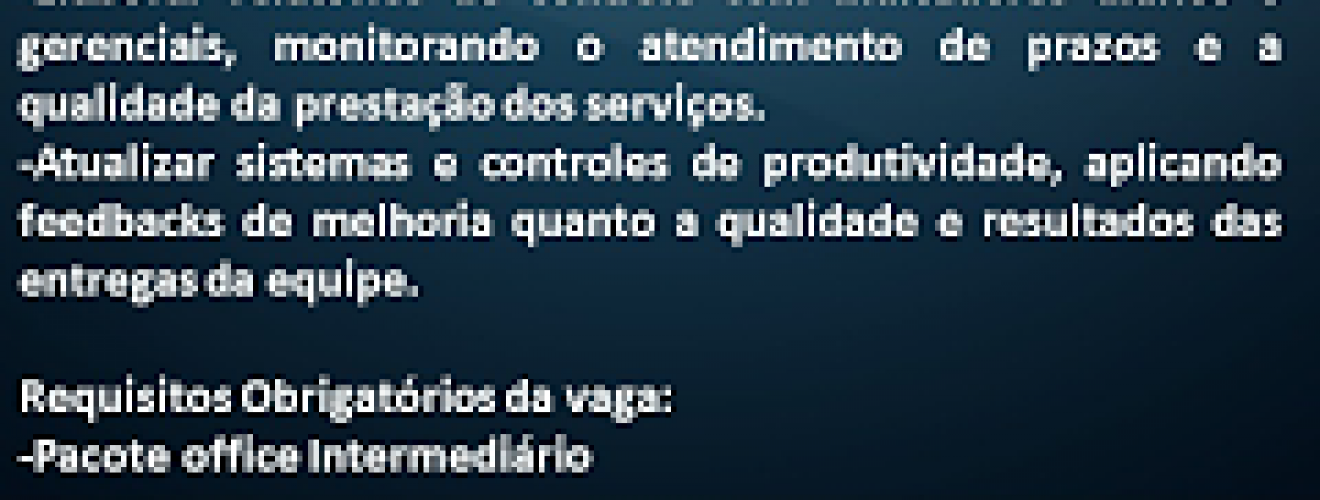 gerenciais, monitorando o atendimento de prazos e a
qualidade da prestação dos serviços.
-Atualizar sistemas e controles de produtividade, aplicando
feedbacks de melhoria quanto a qualidade e resultados das
entregas da equipe.
Requisitos Obrigatórios da vaga:
-Pacote office Intermediário